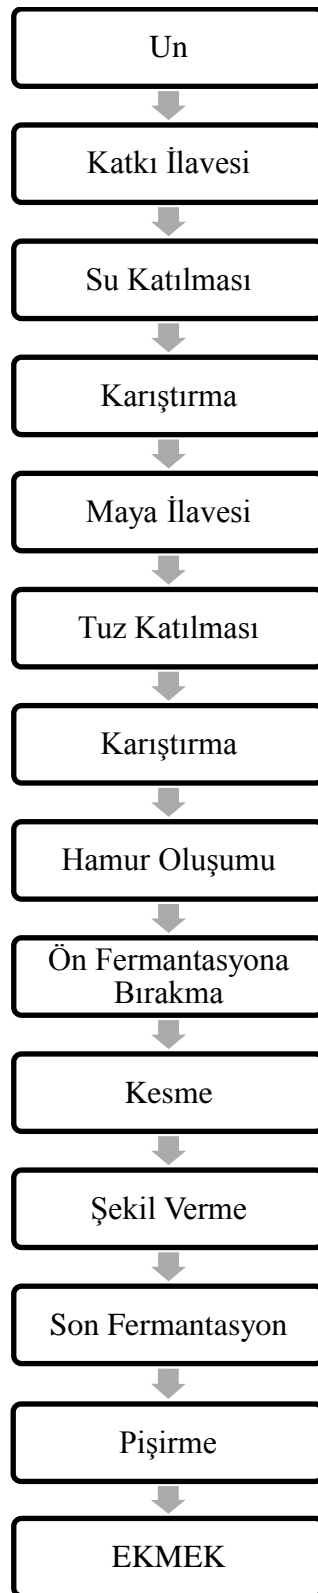 Un
Katkı İlavesi
Su Katılması
Karıştırma
Maya İlavesi
Tuz Katılması
Karıştırma
Hamur Oluşumu
Ön Fermantasyona
Bırakma
Kesme
Şekil Verme
Son Fermantasyon
Pişirme
EKMEK